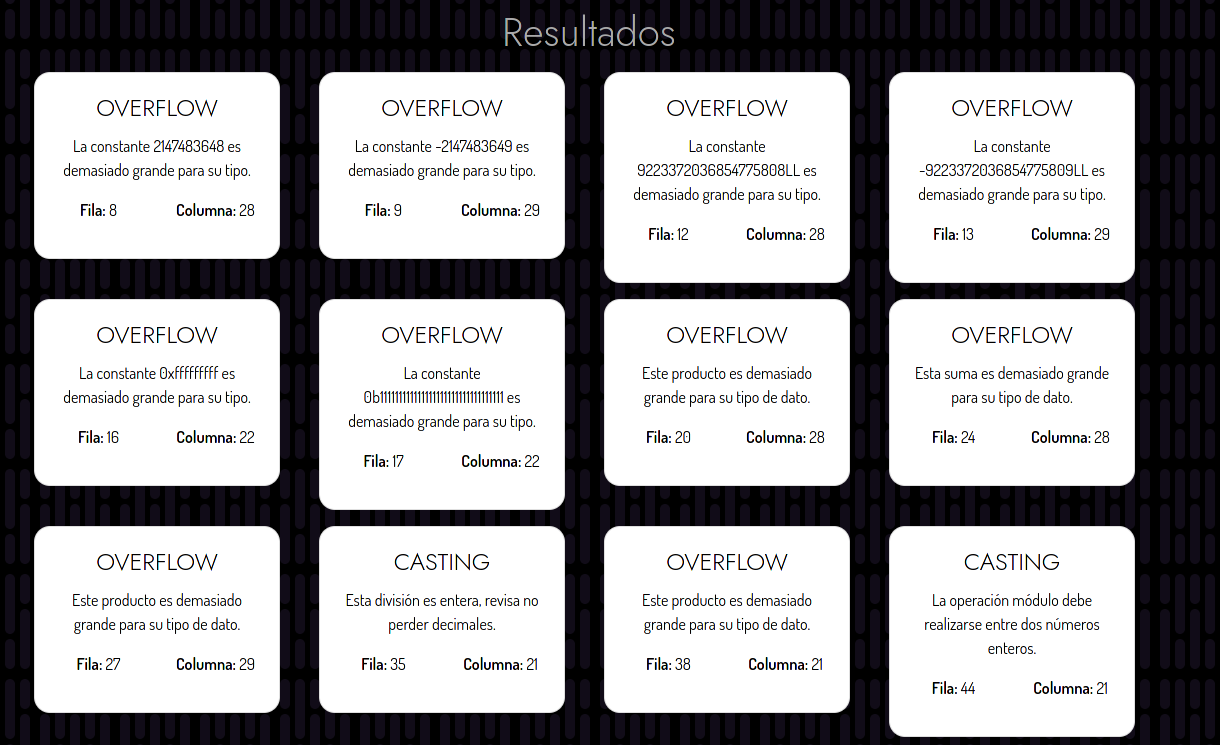 Resultados
OVERFLOW
La constante 2147483648 es
demasiado grande para su tipo.
Fila: 8 Columna: 28
OVERFLOW
La constante -2147483649 es
demasiado grande para su tipo.
Fila: 9 Columna: 29
OVERFLOW
La constante
9223372036854775808LL es
demasiado grande para su tipo.
Fila: 12 Columna: 28
OVERFLOW
La constante
-9223372036854775809LL es
demasiado grande para su tipo.
Fila: 13 Columna: 29
OVERFLOW
La constante 0xfffffffff es
demasiado grande para su tipo.
Fila: 16 Columna: 22
OVERFLOW
La constante
es
demasiado grande para su tipo.
Fila: 17 Columna: 22
OVERFLOW
Este producto es demasiado
grande para su tipo de dato.
Fila: 20 Columna: 28
OVERFLOW
Esta suma es demasiado grande
para su tipo de dato.
Fila: 24 Columna: 28
OVERFLOW
Este producto es demasiado
grande para su tipo de dato.
Fila: 27 Columna: 29
CASTING
Esta división es entera, revisa no
perder decimales.
Fila: 35 Columna: 21
OVERFLOW
Este producto es demasiado
grande para su tipo de dato.
Fila: 38 Columna: 21
CASTING
La operación módulo debe
realizarse entre dos números
enteros.
Fila: 44 Columna: 21